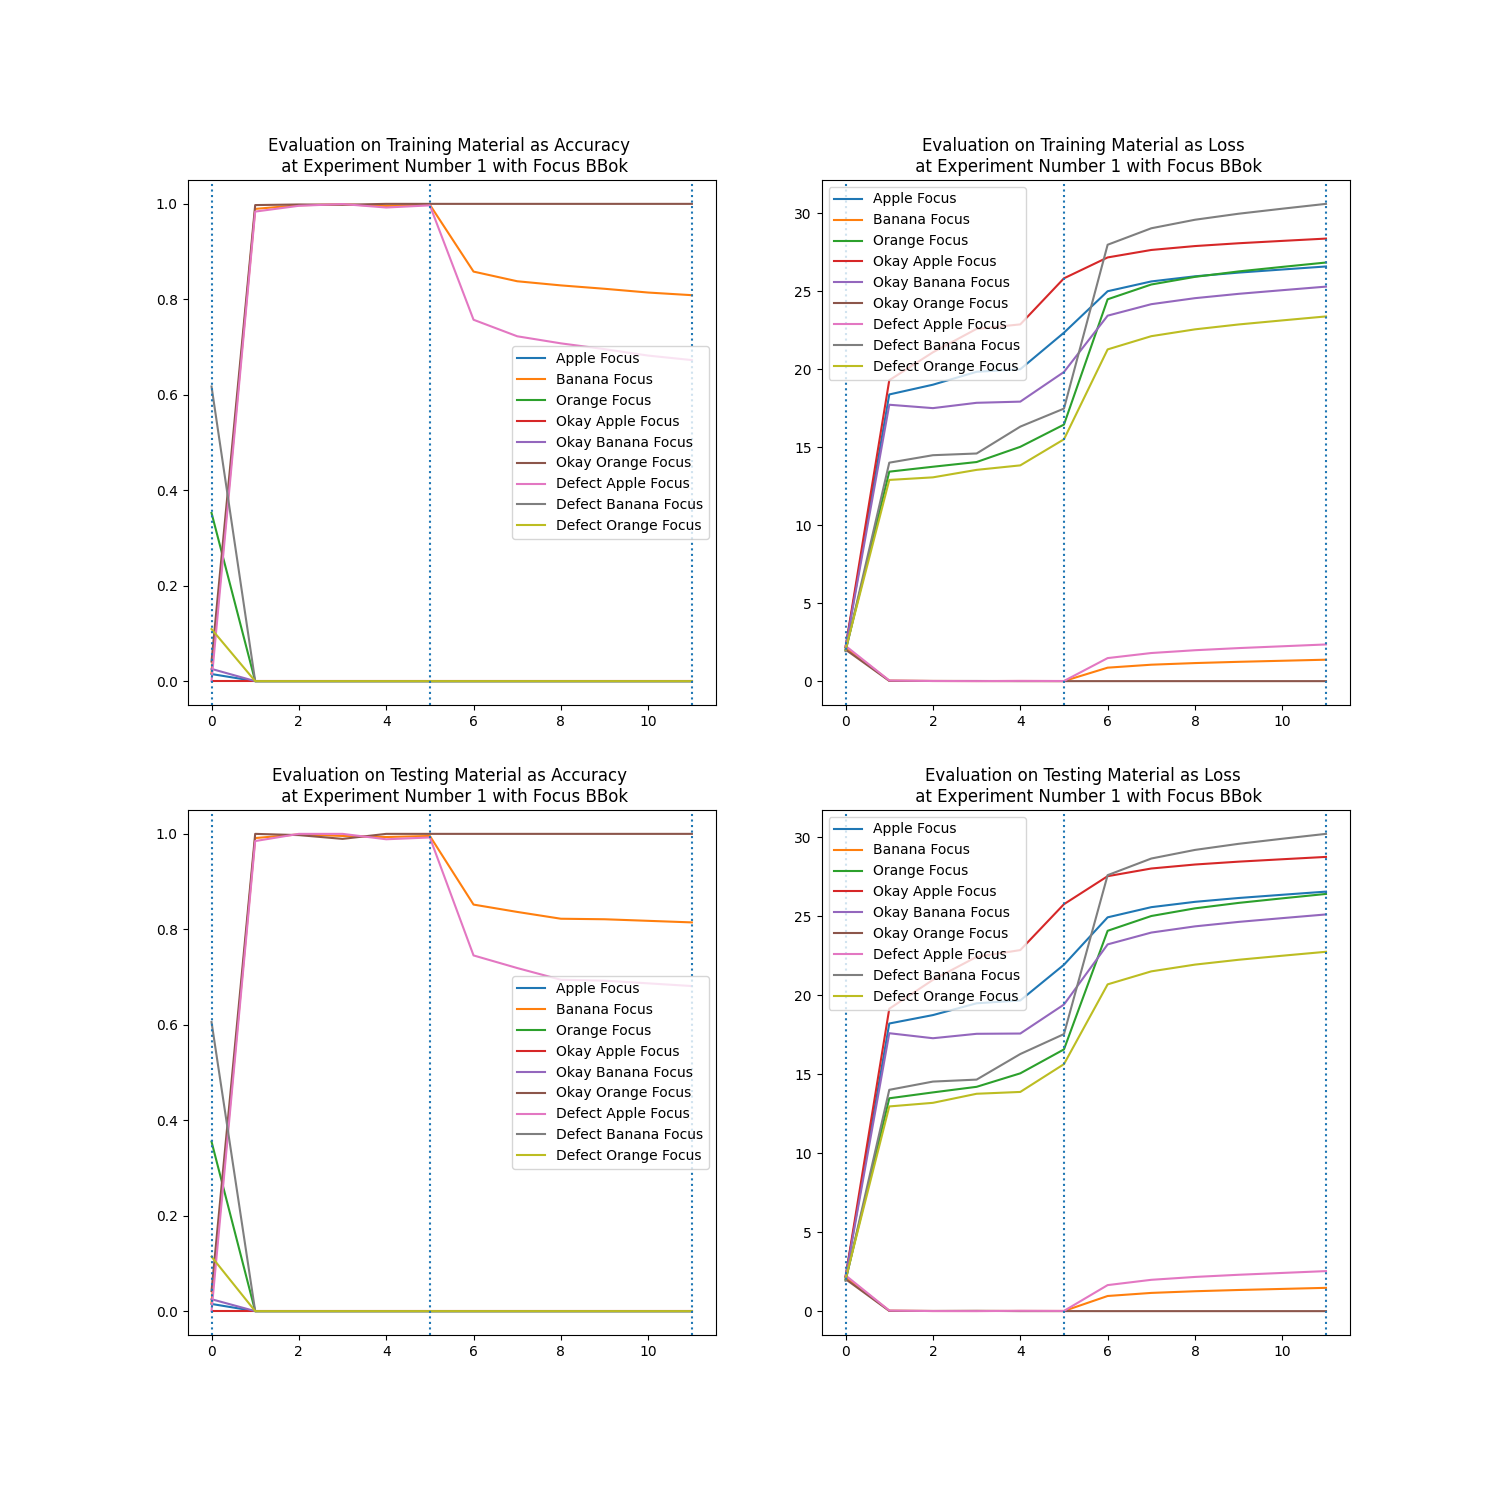 Evaluation on Training Material as Accuracy
at Experiment Number 1 with Focus BBok
1.0
0.8
0.6
0.4
0.2
0.0
0 2 4 6 8 10
Apple Focus
Banana Focus
Orange Focus
Okay Apple Focus
Okay Banana Focus
Okay Orange Focus
Defect Apple Focus
Defect Banana Focus
Defect Orange Focus
Evaluation on Training Material as Loss
at Experiment Number 1 with Focus BBok
30
25
20
15
10
5
0
0 2 4 6 8 10
Apple Focus
Banana Focus
Orange Focus
Okay Apple Focus
Okay Banana Focus
Okay Orange Focus
Defect Apple Focus
Defect Banana Focus
Defect Orange Focus
Evaluation on Testing Material as Accuracy
at Experiment Number 1 with Focus BBok
1.0
0.8
0.6
0.4
0.2
0.0
0 2 4 6 8 10
Apple Focus
Banana Focus
Orange Focus
Okay Apple Focus
Okay Banana Focus
Okay Orange Focus
Defect Apple Focus
Defect Banana Focus
Defect Orange Focus
Evaluation on Testing Material as Loss
at Experiment Number 1 with Focus BBok
30
25
20
15
10
5
0
0 2 4 6 8 10
Apple Focus
Banana Focus
Orange Focus
Okay Apple Focus
Okay Banana Focus
Okay Orange Focus
Defect Apple Focus
Defect Banana Focus
Defect Orange Focus